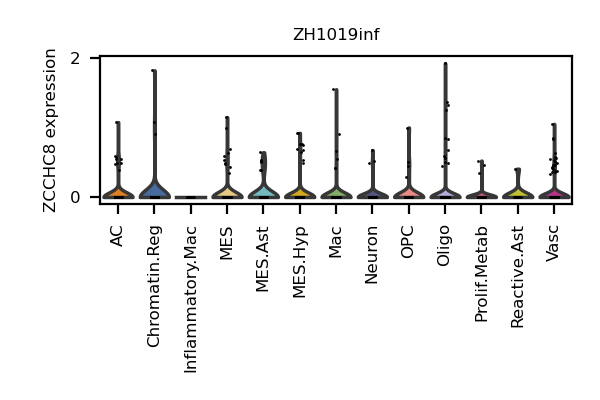 ZH1019inf
ZCCHC8 expression
2
0
AC
Chromatin.Reg
Inflammatory.Mac
MES
MES.Ast
MES.Hyp
Mac
Neuron
OPC
Oligo
Prolif.Metab
Reactive.Ast
Vasc